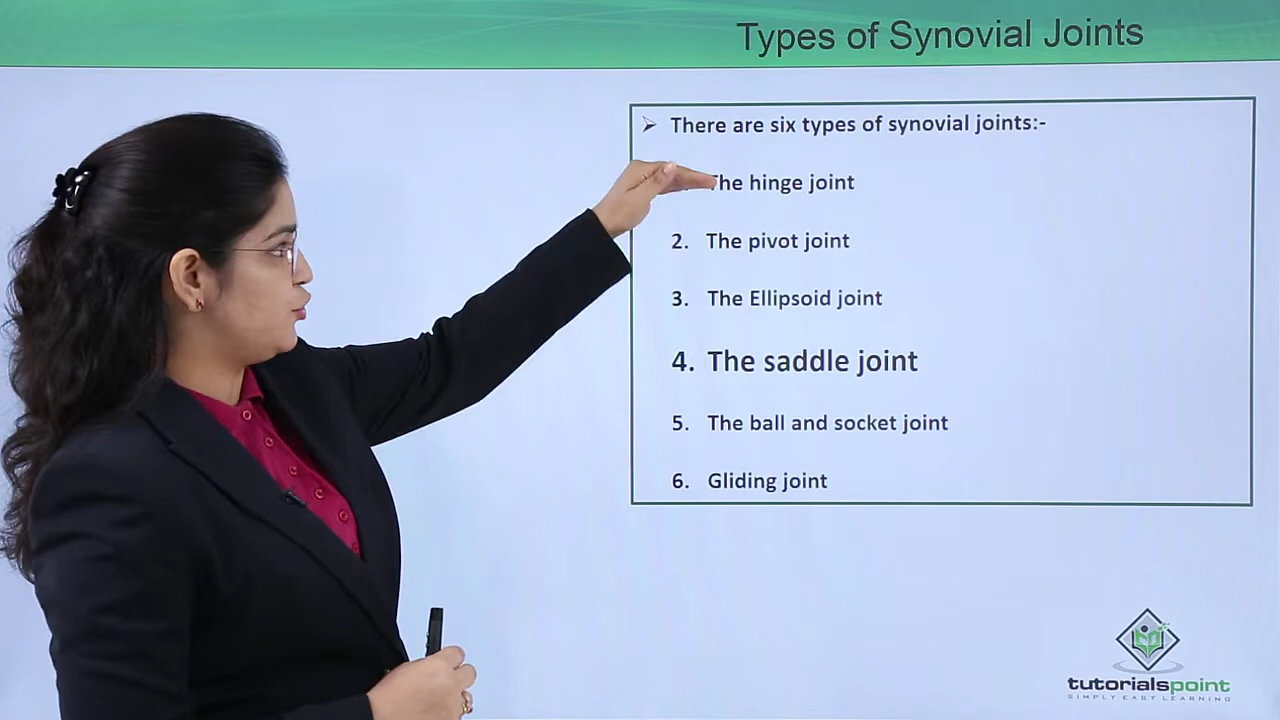 Types of Synovial Joints
There are six types of synovial joints:-
The hinge joint
2. The pivot joint
3. The Ellipsoid joint
4. The saddle joint
5. The ball and socket joint
6. Gliding joint
tutorialspoint
SIMPLY EASY LEARNING